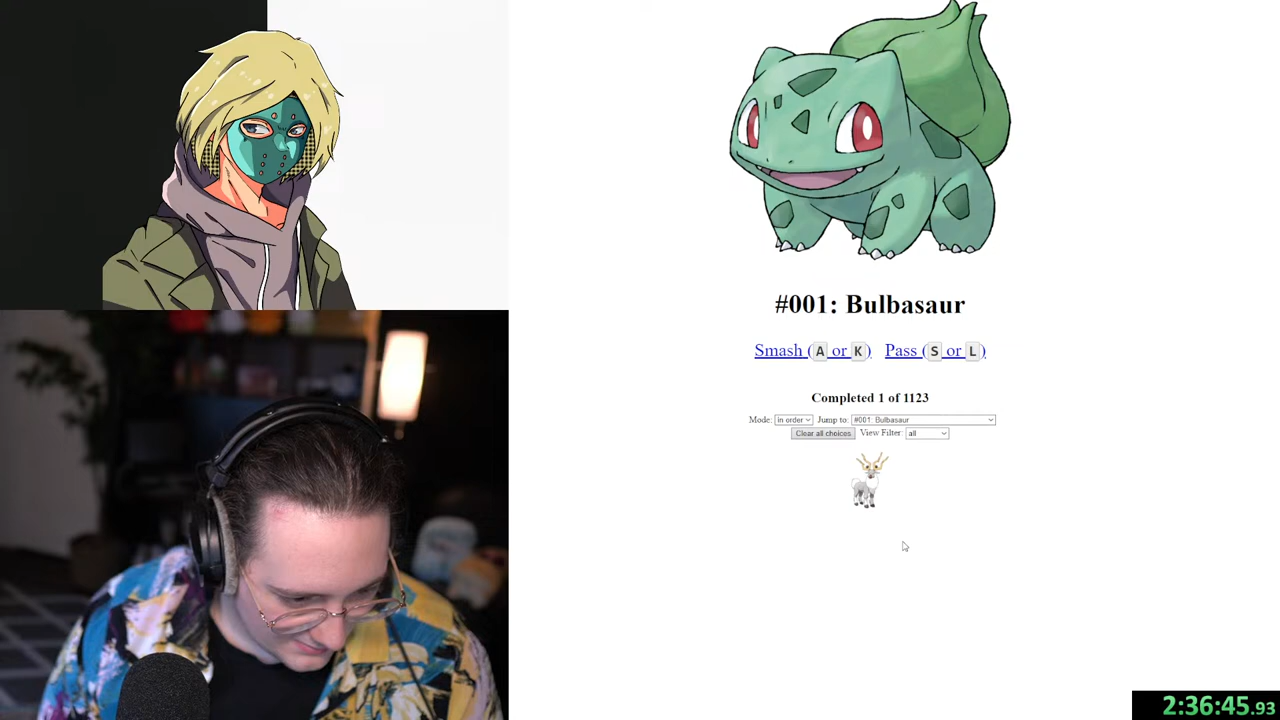 #001: Bulbasaur
Smash (A or K) Pass (S or L)
Completed 1 of 1123
Mode: in order Jump to: #001: Bulbasaur
Clear all choices View Filter: all
2:36:45.93